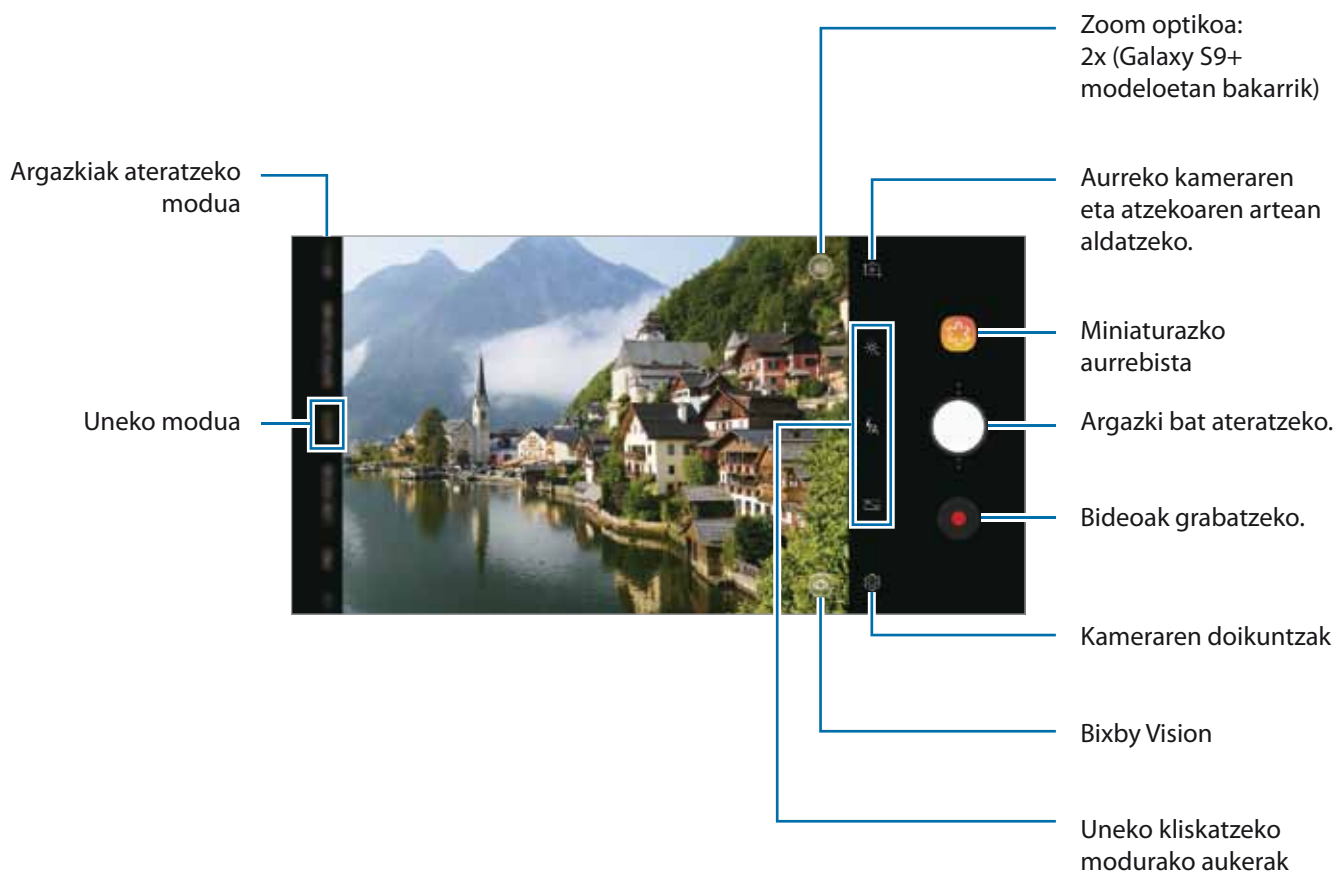 Zoom optikoa:
2x (Galaxy S9+
modeloetan bakarrik)
Argazkiak ateratzeko
modua
Aurreko kameraren
eta atzekoaren artean
aldatzeko.
Miniaturazko
aurrebista
Uneko modua
Argazki bat ateratzeko.
Bideoak grabatzeko.
Kameraren doikuntzak
Bixby Vision
Uneko kliskatzeko
modurako aukerak